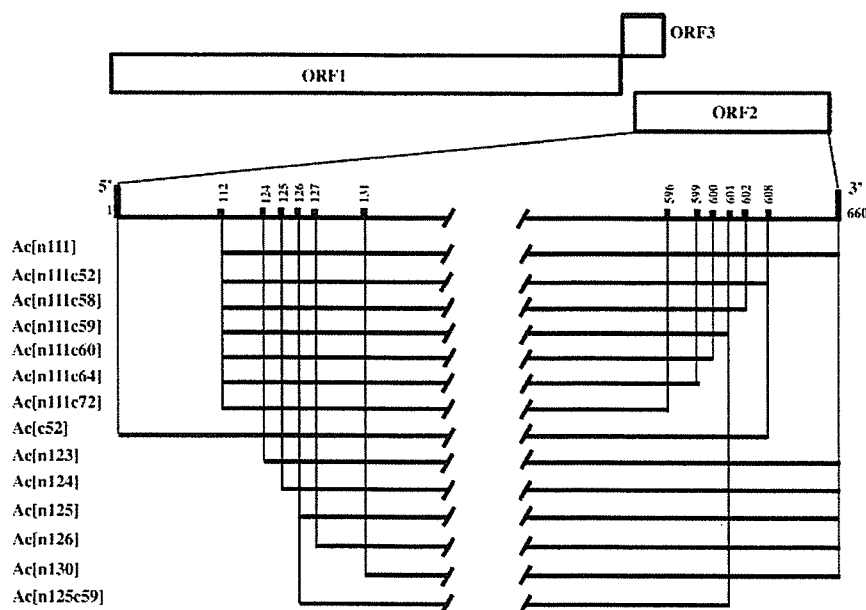 ORF3
ORF1
ORF2
5'
3'
1
112
124
125
126
127
131
596
599
600
601
602
608
660
Ac[n111]
Ac[n111c52]
Ac[n111c58]
Ac[n111c59]
Ac[n111c60]
Ac[n111c64]
Ac[n111c72]
Ac[c52]
Ac[n123]
Ac[n124]
Ac[n125]
Ac[n126]
Ac[n130]
Ac[n125c59]